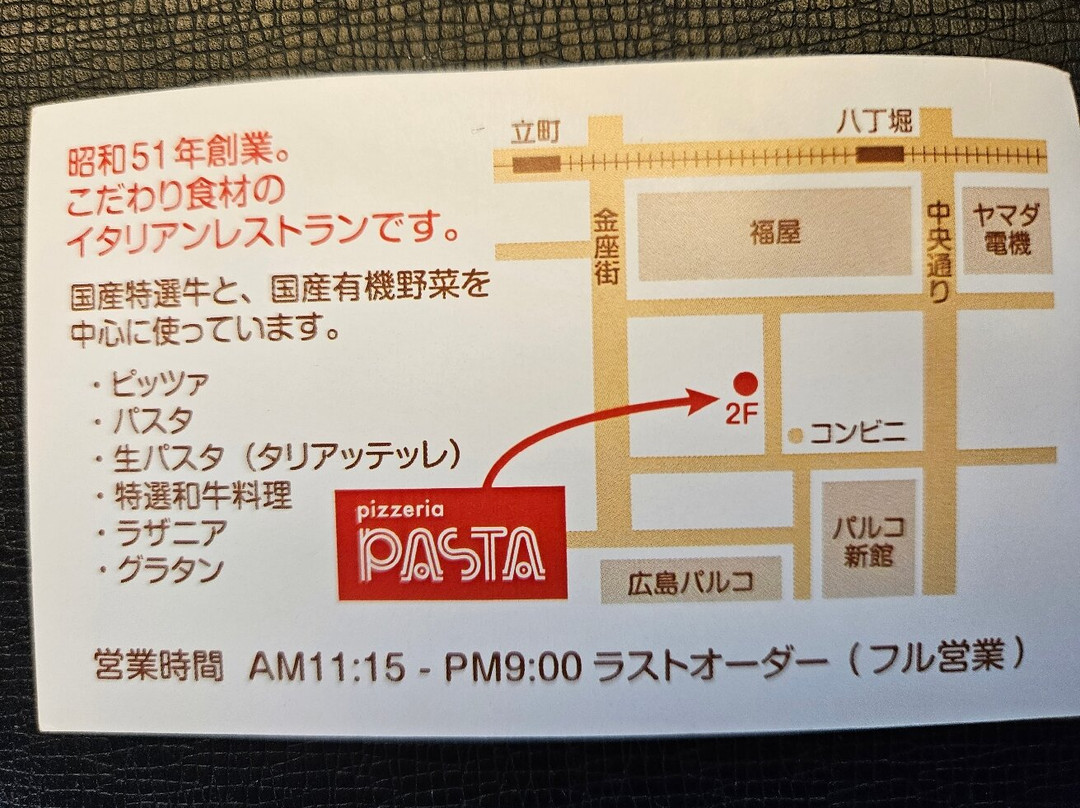 昭和51年創業。
こだわり食材の
イタリアンレストランです。
国産特選牛と、国産有機野菜を
中心に使っています。
・ピッツァ
・パスタ
・生パスタ（タリアッテッレ）
・特選和牛料理
・ラザニア
・グラタン
pizzeria
PASTA
立町
八丁堀
金座街
福屋
中央通り
ヤマダ
電機
2F
コンビニ
パルコ
新館
広島パルコ
営業時間 AM11:15 - PM9:00 ラストオーダー（フル営業）